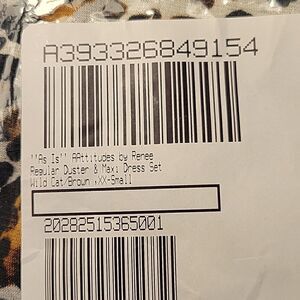 A393326849154
''As Is'' AAttitudes by Renee
Regular Duster & Maxi Dress Set
Wild Cat/Brown ,XX-Small
20282515365001